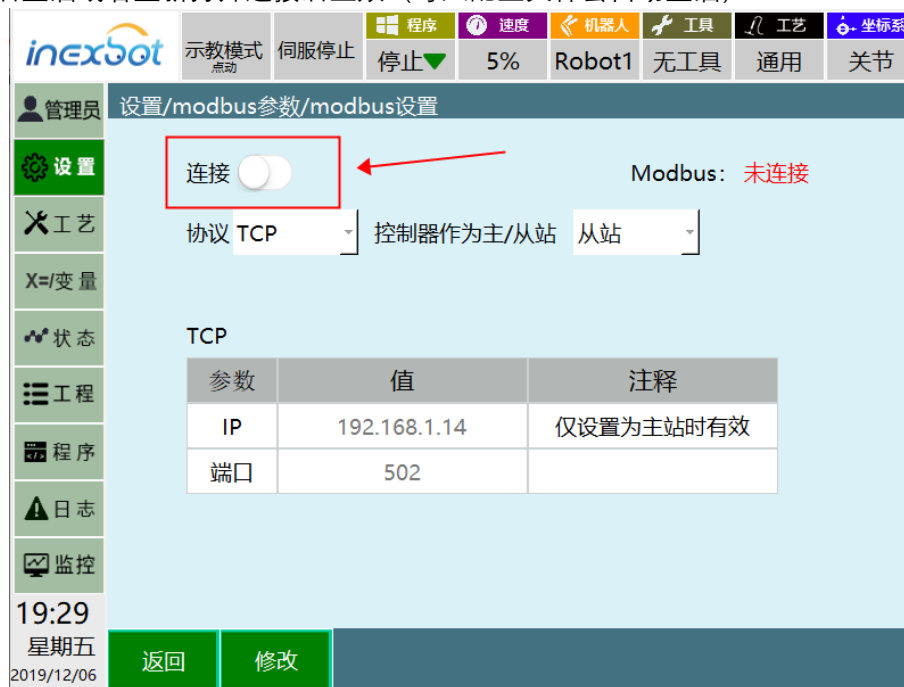 程序 速度 机器人 工具 工艺 坐标系
inexbot 示教模式 伺服停止 停止 5% Robot1 无工具 通用 关节
点动
管理员 设置/modbus参数/modbus设置
设置 连接 Modbus: 未连接
工艺 协议 TCP 控制器作为主/从站 从站
X=/变量
状态 TCP
参数 值 注释
工程
IP 192.168.1.14 仅设置为主站时有效
程序
端口 502
日志
监控
19:29
星期五
返回 修改
2019/12/06